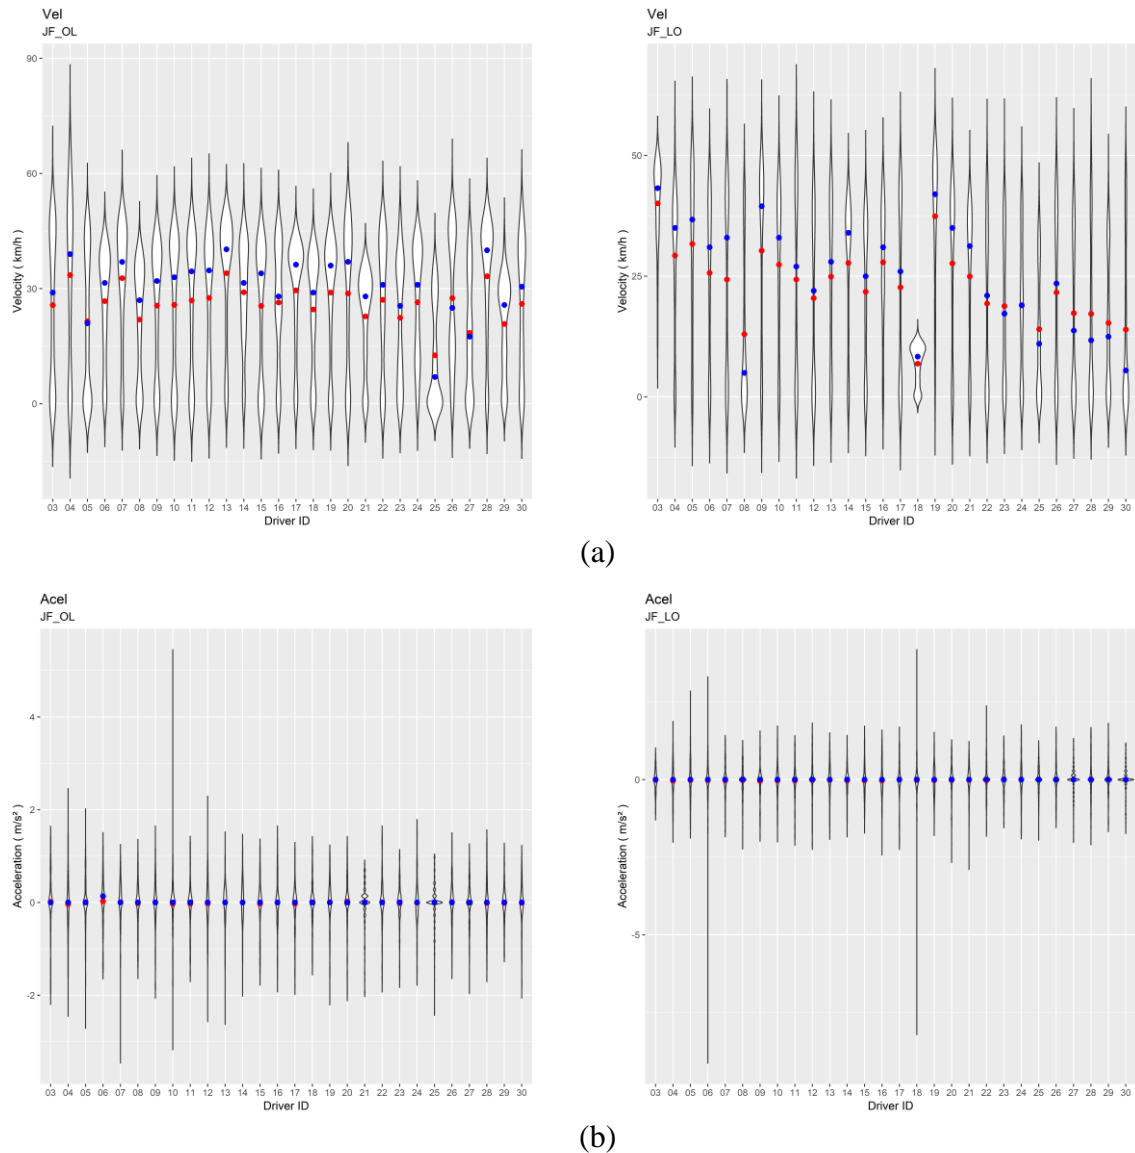 Vel
JF_OL
90
60
30
0
Velocity ( km/h )
03 04 05 06 07 08 09 10 11 12 13 14 15 16 17 18 19 20 21 22 23 24 25 26 27 28 29 30
Driver ID
Vel
JF_LO
50
25
0
Velocity ( km/h )
03 04 05 06 07 08 09 10 11 12 13 14 15 16 17 18 19 20 21 22 23 24 25 26 27 28 29 30
Driver ID
(a)
Acel
JF_OL
4
2
0
-2
Acceleration ( m/s² )
03 04 05 06 07 08 09 10 11 12 13 14 15 16 17 18 19 20 21 22 23 24 25 26 27 28 29 30
Driver ID
Acel
JF_LO
0
-5
Acceleration ( m/s² )
03 04 05 06 07 08 09 10 11 12 13 14 15 16 17 18 19 20 21 22 23 24 25 26 27 28 29 30
Driver ID
(b)